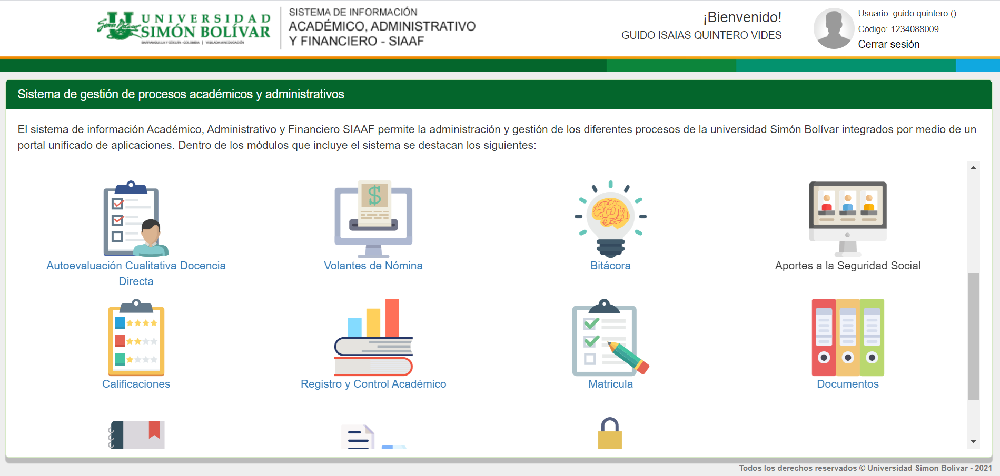 UNIVERSIDAD
SIMÓN BOLÍVAR
BARRANQUILLA Y CÚCUTA - COLOMBIA | VIGILADA MINEDUCACIÓN
SISTEMA DE INFORMACIÓN
ACADÉMICO, ADMINISTRATIVO
Y FINANCIERO - SIAAF
¡Bienvenido!
GUIDO ISAIAS QUINTERO VIDES
Usuario: guido.quintero ()
Código: 1234088009
Cerrar sesión
Sistema de gestión de procesos académicos y administrativos
El sistema de información Académico, Administrativo y Financiero SIAAF permite la administración y gestión de los diferentes procesos de la universidad Simón Bolívar integrados por medio de un
portal unificado de aplicaciones. Dentro de los módulos que incluye el sistema se destacan los siguientes:
Autoevaluación Cualitativa Docencia
Directa
Volantes de Nómina
Bitácora
Aportes a la Seguridad Social
Calificaciones
Registro y Control Académico
Matricula
Documentos
Todos los derechos reservados © Universidad Simon Bolívar - 2021